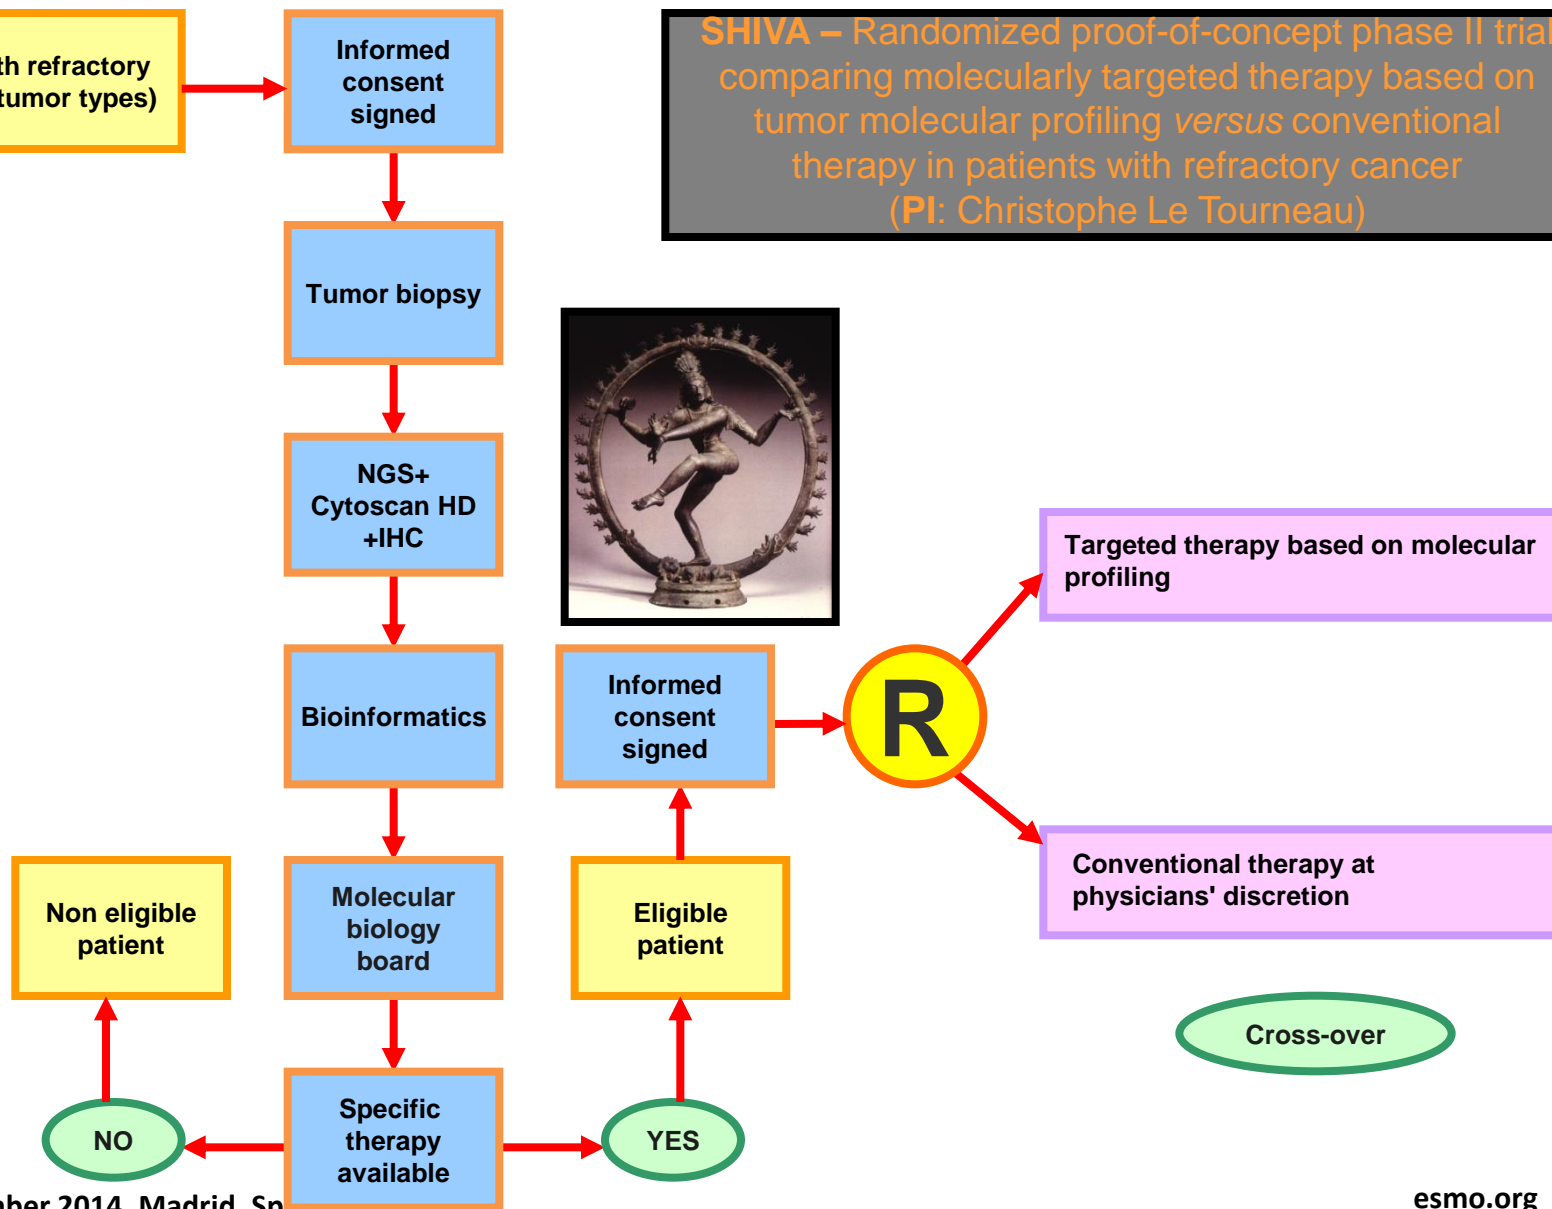 SHIVA – Randomized proof-of-concept phase II trial
comparing molecularly targeted therapy based on
tumor molecular profiling versus conventional
therapy in patients with refractory cancer
(PI: Christophe Le Tourneau)
refractory
tumor types)
Informed
consent
signed
Tumor biopsy
NGS+
Cytoscan HD
+IHC
Bioinformatics
Molecular
biology
board
Specific
therapy
available
NO
Non eligible
patient
YES
Eligible
patient
Informed
consent
signed
R
Targeted therapy based on molecular
profiling
Conventional therapy at
physicians' discretion
Cross-over
2014, Madrid,
esmo.org